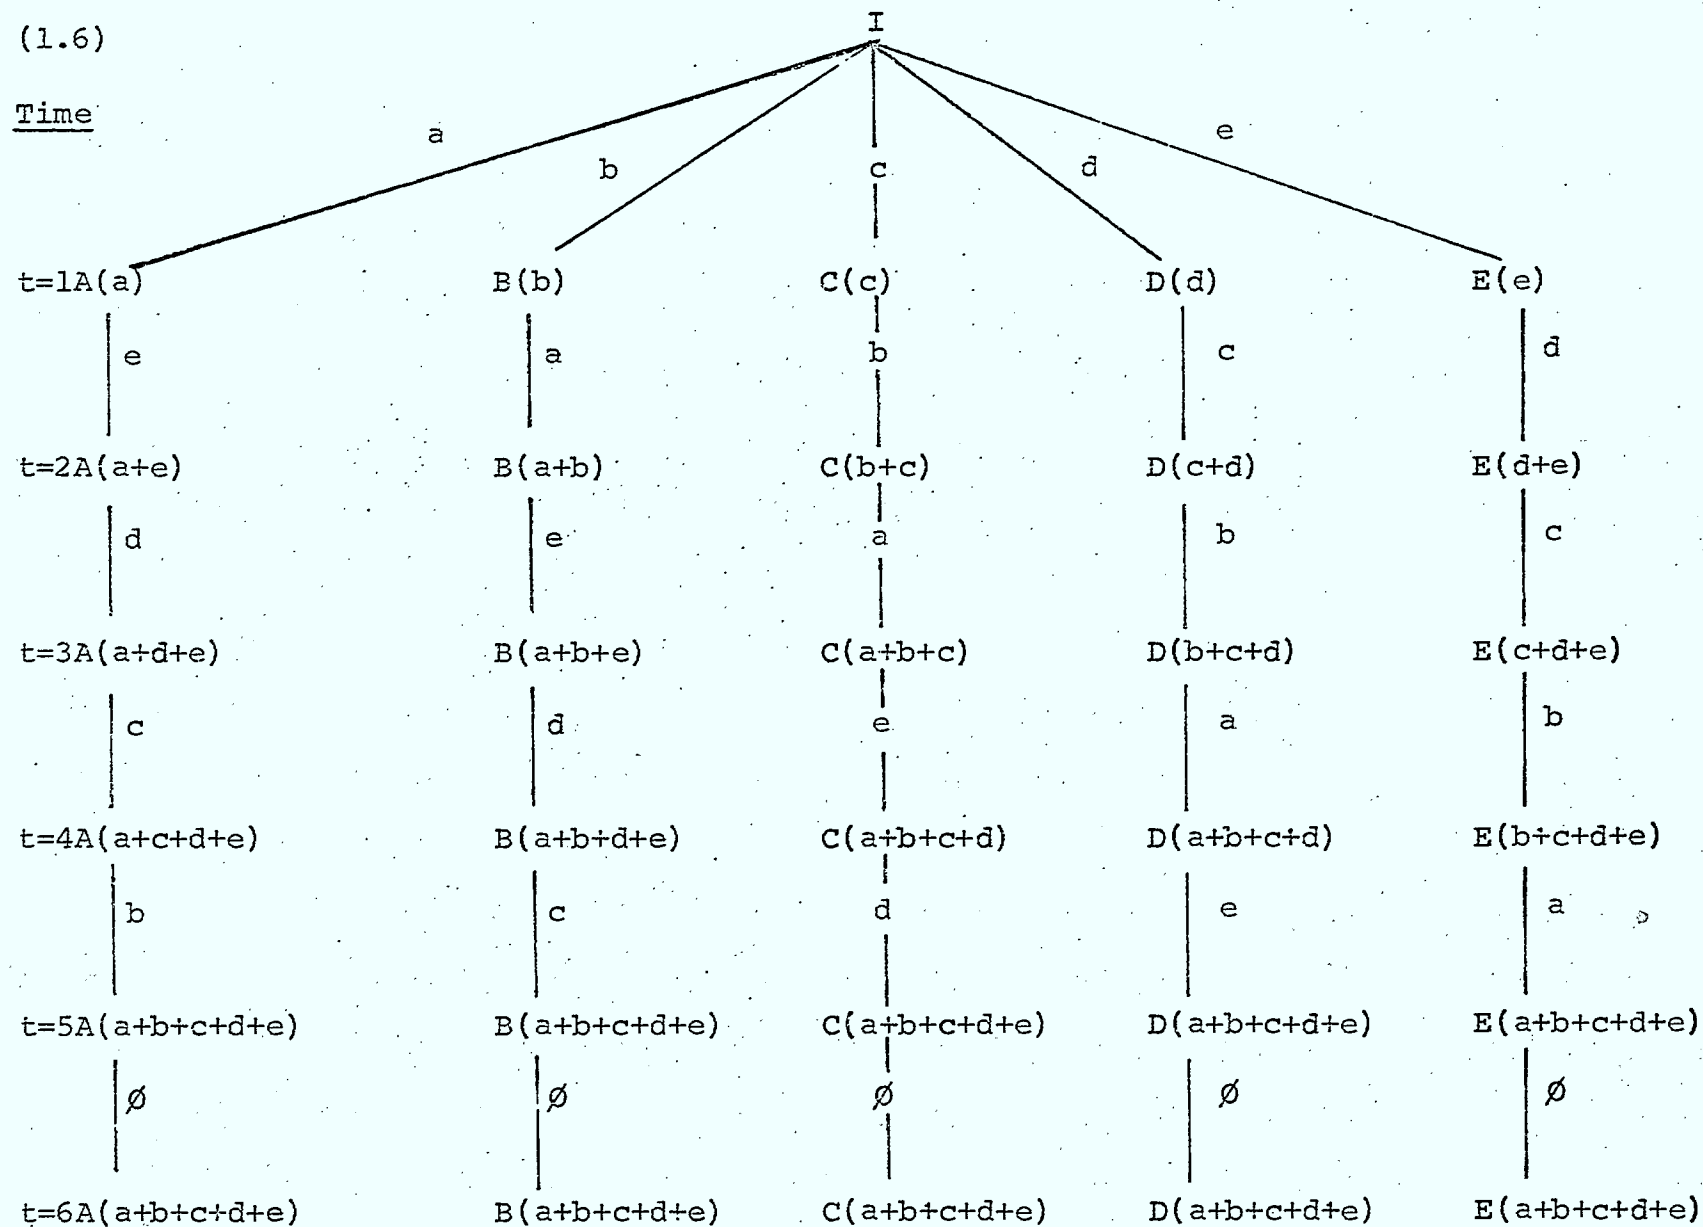 (1.6)
I
Time
a b c d e
t=1A(a) B(b) C(c) D(d) E(e)
e a b c d
t=2A(a+e) B(a+b) C(b+c) D(c+d) E(d+e)
d e a b c
t=3A(a+d+e) B(a+b+e) C(a+b+c) D(b+c+d) E(c+d+e)
c d e a b
t=4A(a+c+d+e) B(a+b+d+e) C(a+b+c+d) D(a+b+c+d) E(b+c+d+e)
b c d e a
t=5A(a+b+c+d+e) B(a+b+c+d+e) C(a+b+c+d+e) D(a+b+c+d+e) E(a+b+c+d+e)
Ø Ø Ø Ø Ø
t=6A(a+b+c+d+e) B(a+b+c+d+e) C(a+b+c+d+e) D(a+b+c+d+e) E(a+b+c+d+e)